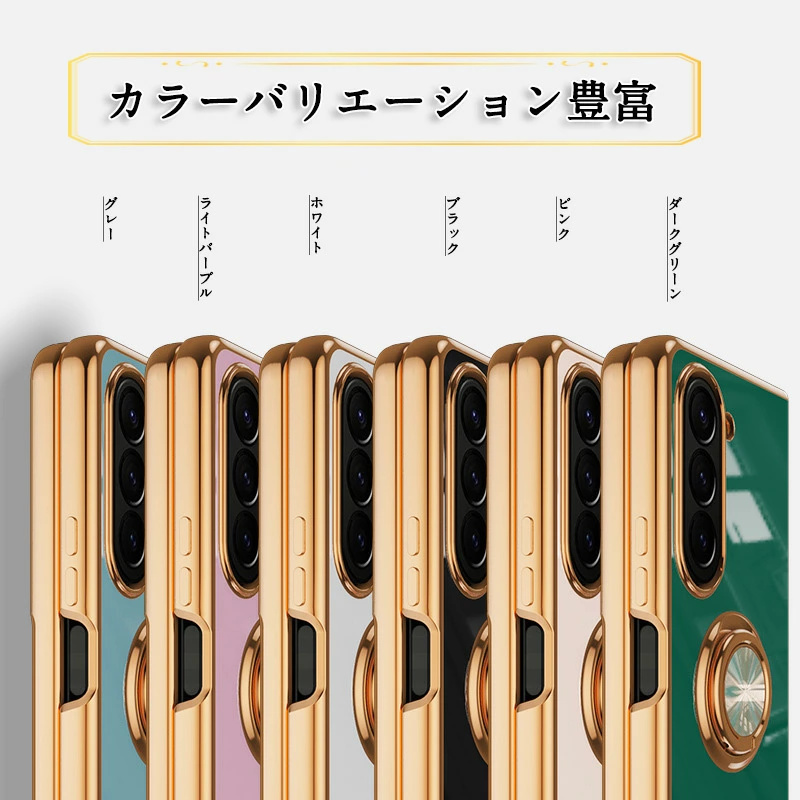 カラーバリエーション豊富
グレー
ライトパープル
ホワイト
ブラック
ピンク
ダークグリーン